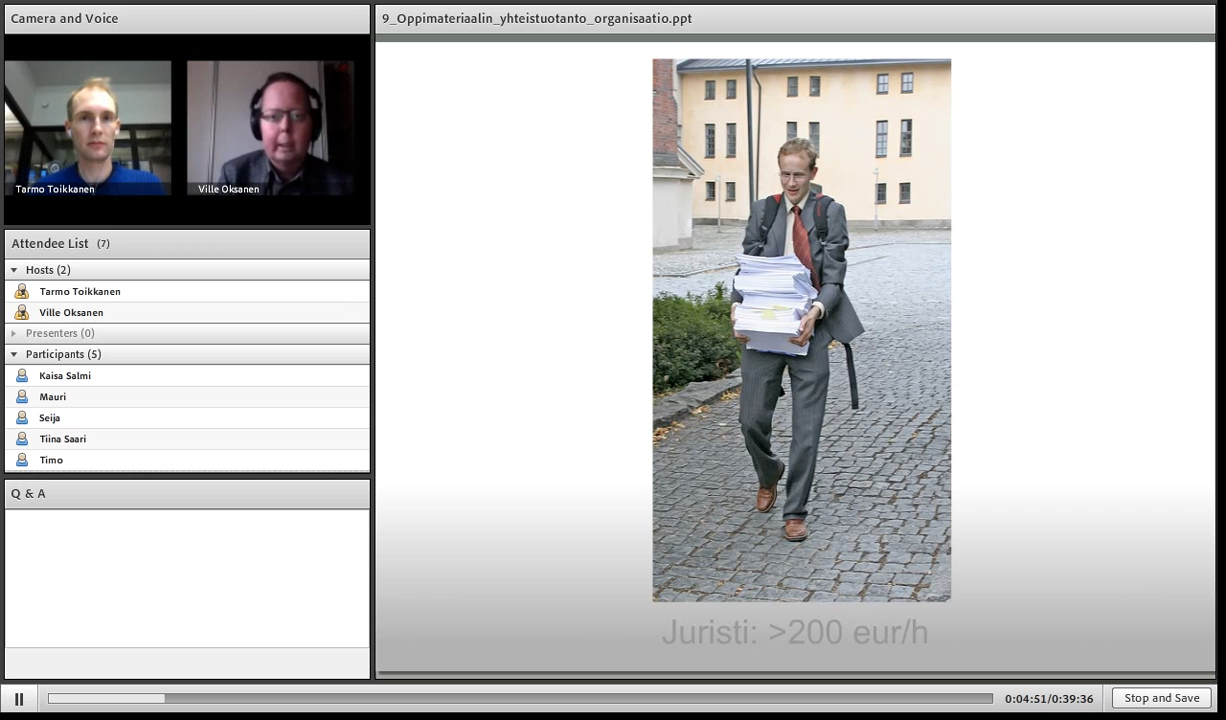 Camera and Voice
Tarmo Toikkanen
Ville Oksanen
Attendee List (7)
Hosts (2)
Tarmo Toikkanen
Ville Oksanen
Presenters (0)
Participants (5)
Kaisa Salmi
Mauri
Seija
Tiina Saari
Timo
Q & A
9_Oppimateriaalin_yhteistuotanto_organisaatio.ppt
Juristi: >200 eur/h
0:04:51/0:39:36
Stop and Save